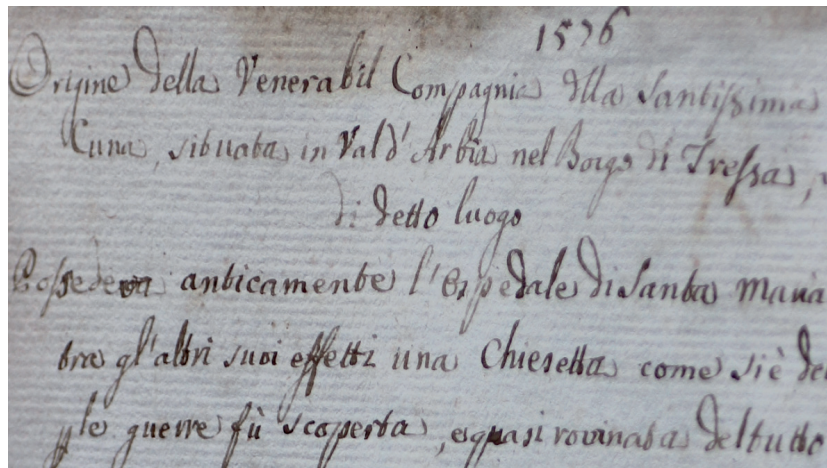 1576
Origine della Venerabil Compagnia della Santissima
Cuna, situata in Val d'Arbia nel Borgo di Tressa,
di detto luogo
Possedeva anticamente l'Ospedale di Santa Maria
tra gl'altri suoi effetti una Chiesetta come si è
le guerre fù scoperta, e quasi rovinata del tutto